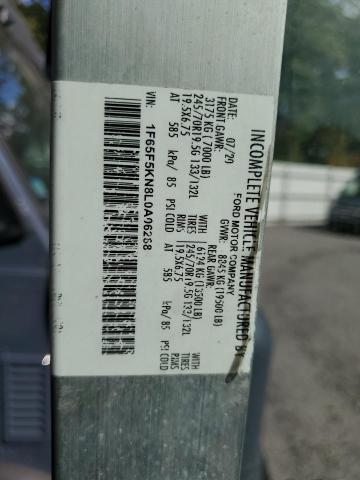 INCOMPLETE VEHICLE MANUFACTURED BY
FORD MOTOR COMPANY
DATE: 07/20 GVWR: 8845 KG (19500 LB)
FRONT GAWR: REAR GAWR:
3175 KG (7000 LB) WITH 6124 KG (13500 LB) WITH
245/70R19.5G 133/132L TIRES 245/70R19.5G 133/132L TIRES
19.5X6.75 RIMS 19.5X6.75 RIMS
AT 585 kPa/ 85 PSI COLD AT 585 kPa/ 85 PSI COLD
VIN: 1F65F5KN8L0A06288